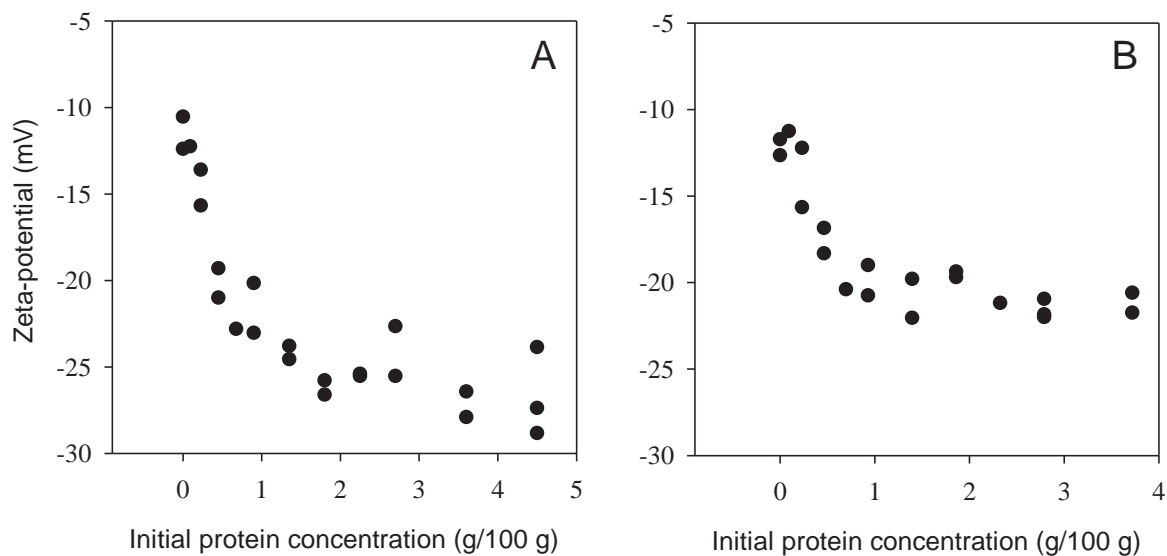 A
B
Zeta-potential (mV)
-5
-10
-15
-20
-25
-30
0 1 2 3 4 5
Initial protein concentration (g/100 g)
-5
-10
-15
-20
-25
-30
0 1 2 3 4
Initial protein concentration (g/100 g)